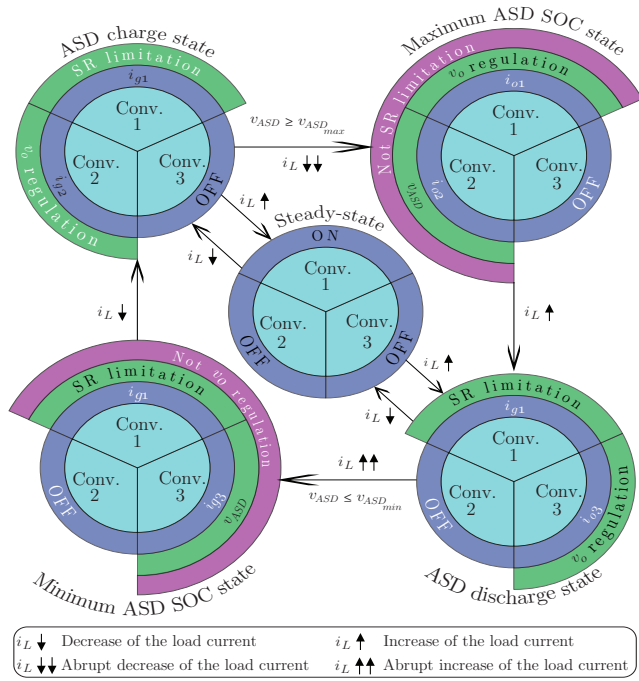 ASD charge state
SR limitation
i_g1
Conv.
1
Conv.
2
Conv.
3
i_g2
OFF
v_o regulation
Maximum ASD SOC state
Not SR limitation
v_o regulation
i_o1
Conv.
1
Conv.
2
Conv.
3
i_o2
OFF
v_ASD
v_ASD ≥ v_ASD_max
i_L ↓↓
i_L ↑
i_L ↓
Steady-state
ON
Conv.
1
Conv.
2
Conv.
3
OFF
OFF
i_L ↓
i_L ↑
i_L ↑
i_L ↓
Not vo regulation
SR limitation
i_g1
Conv.
1
Conv.
2
Conv.
3
OFF
i_g3
v_ASD
Minimum ASD SOC state
i_L ↑↑
v_ASD ≤ v_ASD_min
SR limitation
i_g1
Conv.
1
Conv.
2
Conv.
3
OFF
i_o3
v_o regulation
ASD discharge state
i_L ↓ Decrease of the load current
i_L ↑ Increase of the load current
i_L ↓↓ Abrupt decrease of the load current
i_L ↑↑ Abrupt increase of the load current